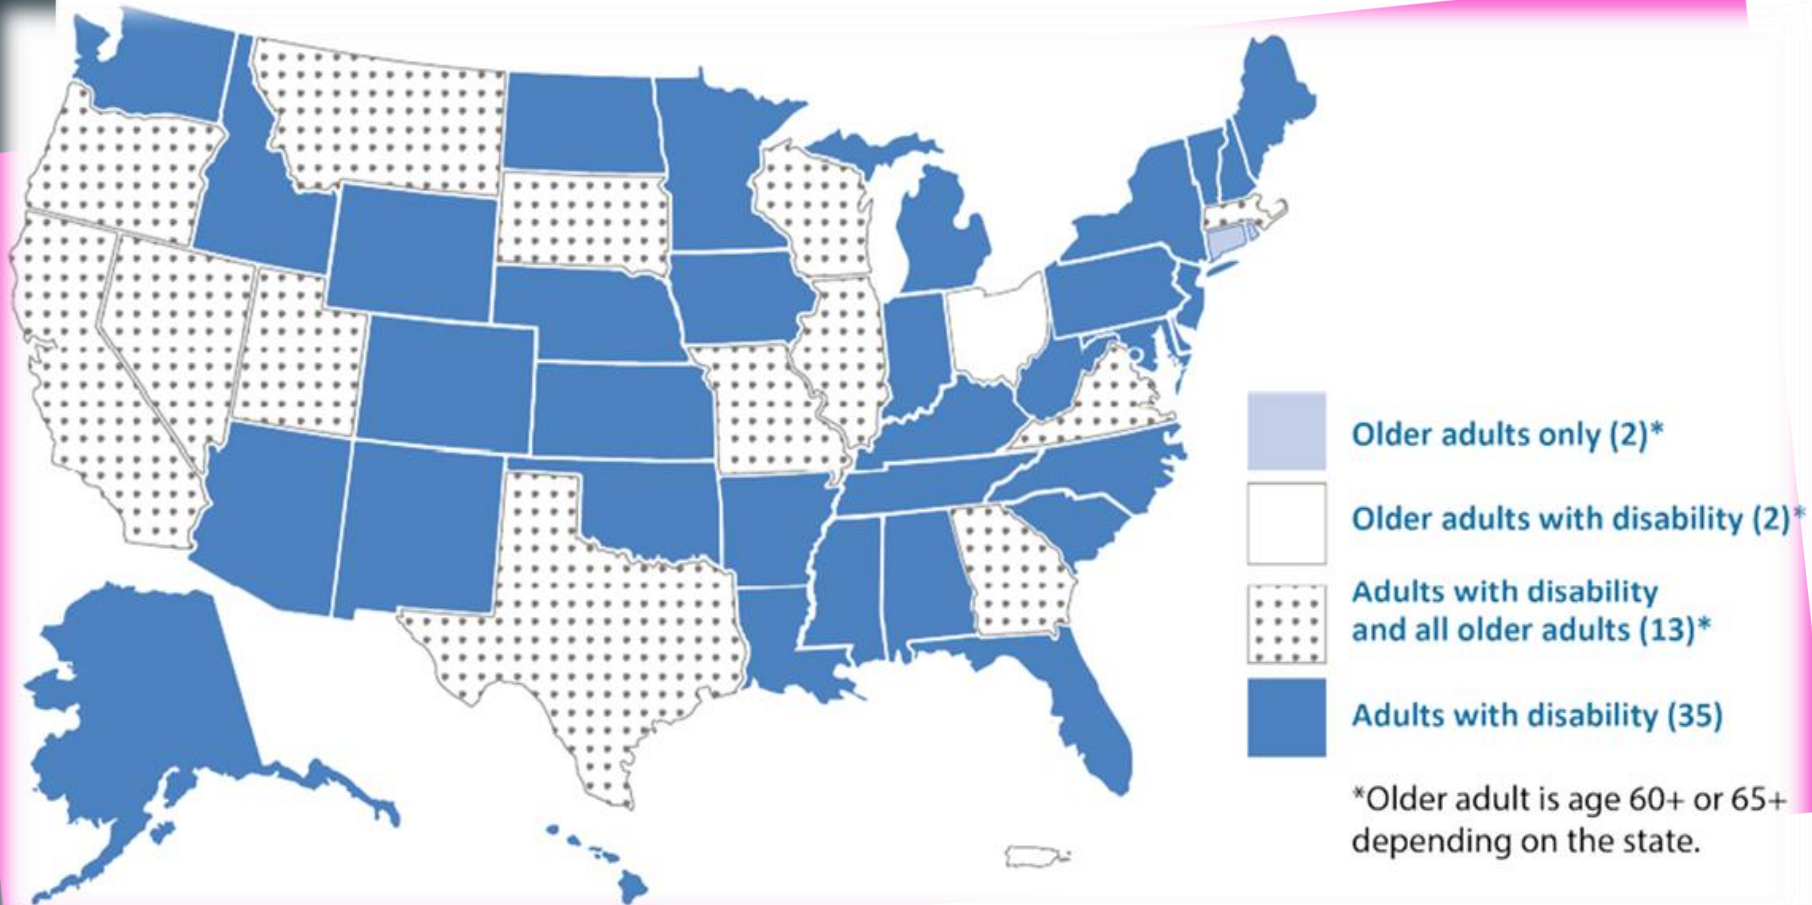 Older adults only (2)*
Older adults with disability (2)*
Adults with disability
and all older adults (13)*
Adults with disability (35)
*Older adult is age 60+ or 65+
depending on the state.